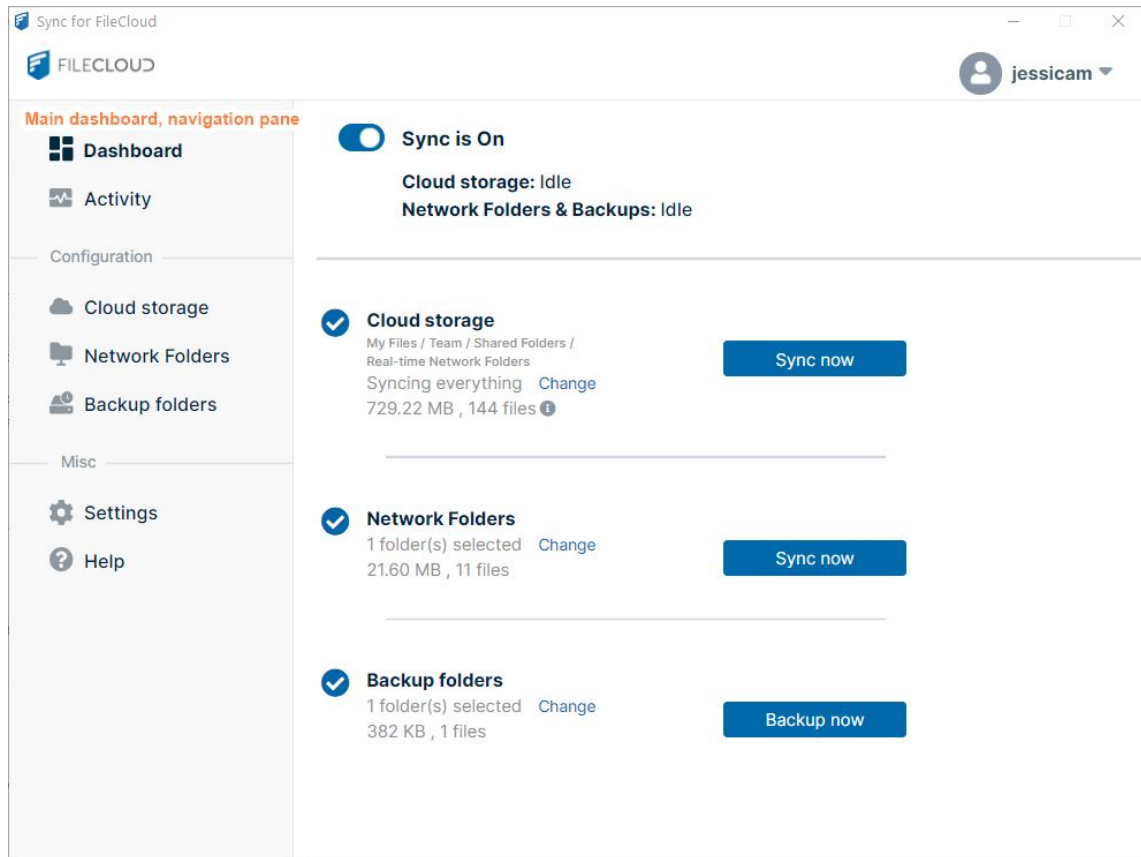 Sync for FileCloud
FILECLOUD
jessicam
Main dashboard, navigation pane
Dashboard
Activity
Configuration
Cloud storage
Network Folders
Backup folders
Misc
Settings
Help
Sync is On
Cloud storage: Idle
Network Folders & Backups: Idle
Cloud storage
My Files / Team / Shared Folders /
Real-time Network Folders
Syncing everything Change
729.22 MB , 144 files
Sync now
Network Folders
1 folder(s) selected Change
21.60 MB , 11 files
Sync now
Backup folders
1 folder(s) selected Change
382 KB , 1 files
Backup now